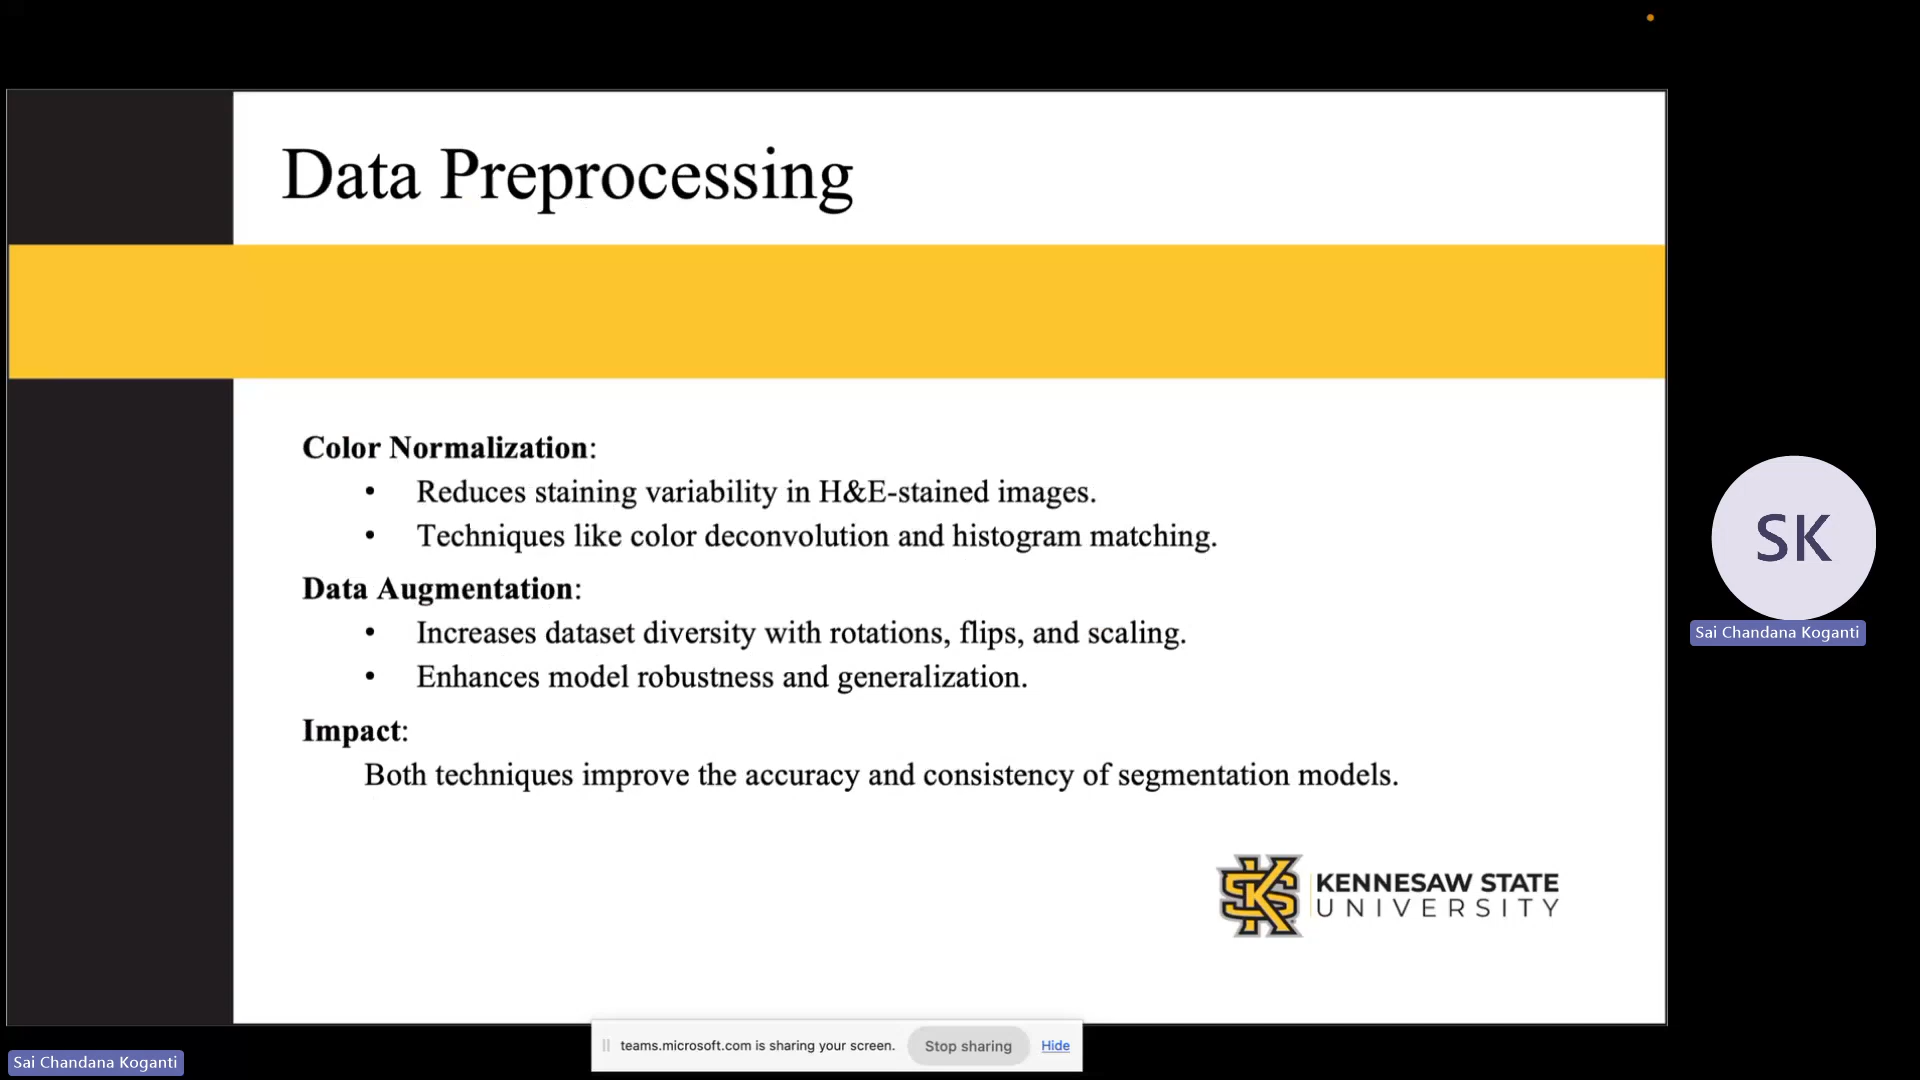 Data Preprocessing
Color Normalization:
• Reduces staining variability in H&E-stained images.
• Techniques like color deconvolution and histogram matching.
Data Augmentation:
• Increases dataset diversity with rotations, flips, and scaling.
• Enhances model robustness and generalization.
Impact:
Both techniques improve the accuracy and consistency of segmentation models.
KENNESAW STATE
UNIVERSITY
SK
Sai Chandana Koganti
teams.microsoft.com is sharing your screen. Stop sharing Hide
Sai Chandana Koganti